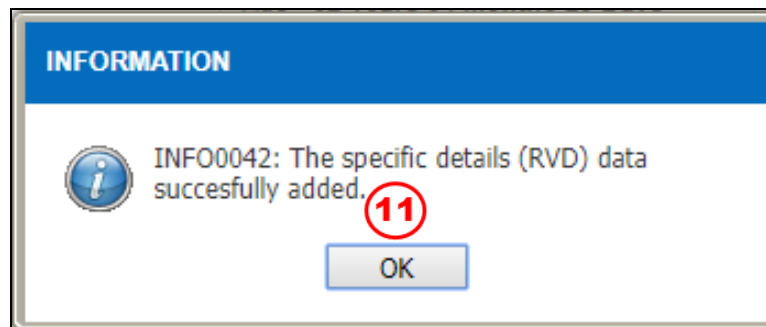 INFORMATION
INFO0042: The specific details (RVD) data
succesfully added.
11
OK